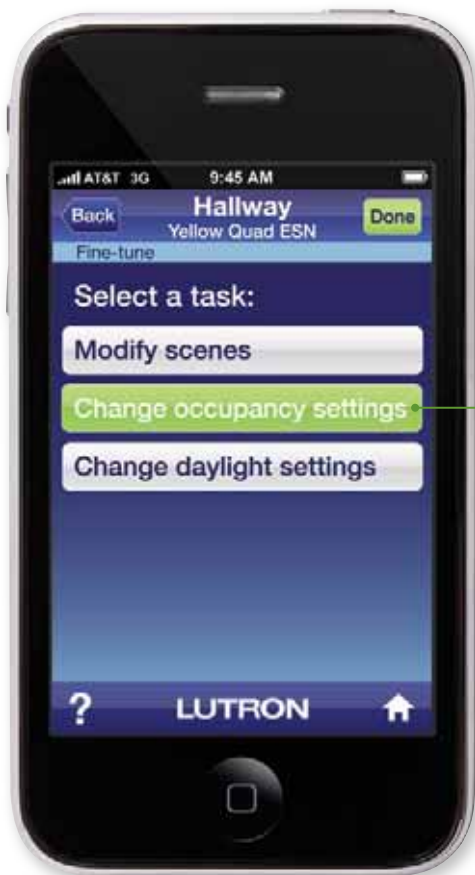 AT&T 3G 9:45 AM
Back Hallway Done
Yellow Quad ESN
Fine-tune
Select a task:
Modify scenes
Change occupancy settings
Change daylight settings
? LUTRON